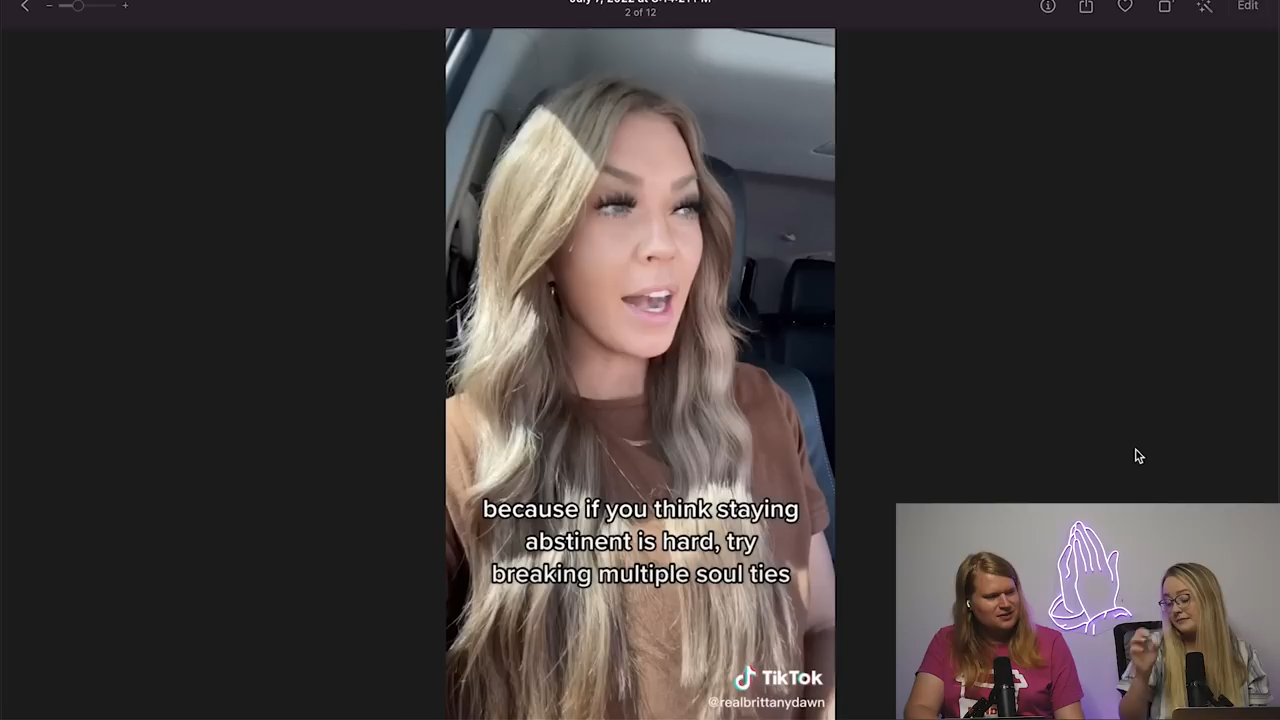 2 of 12
Edit
because if you think staying
abstinent is hard, try
breaking multiple soul ties
TikTok
@realbrittanydawn